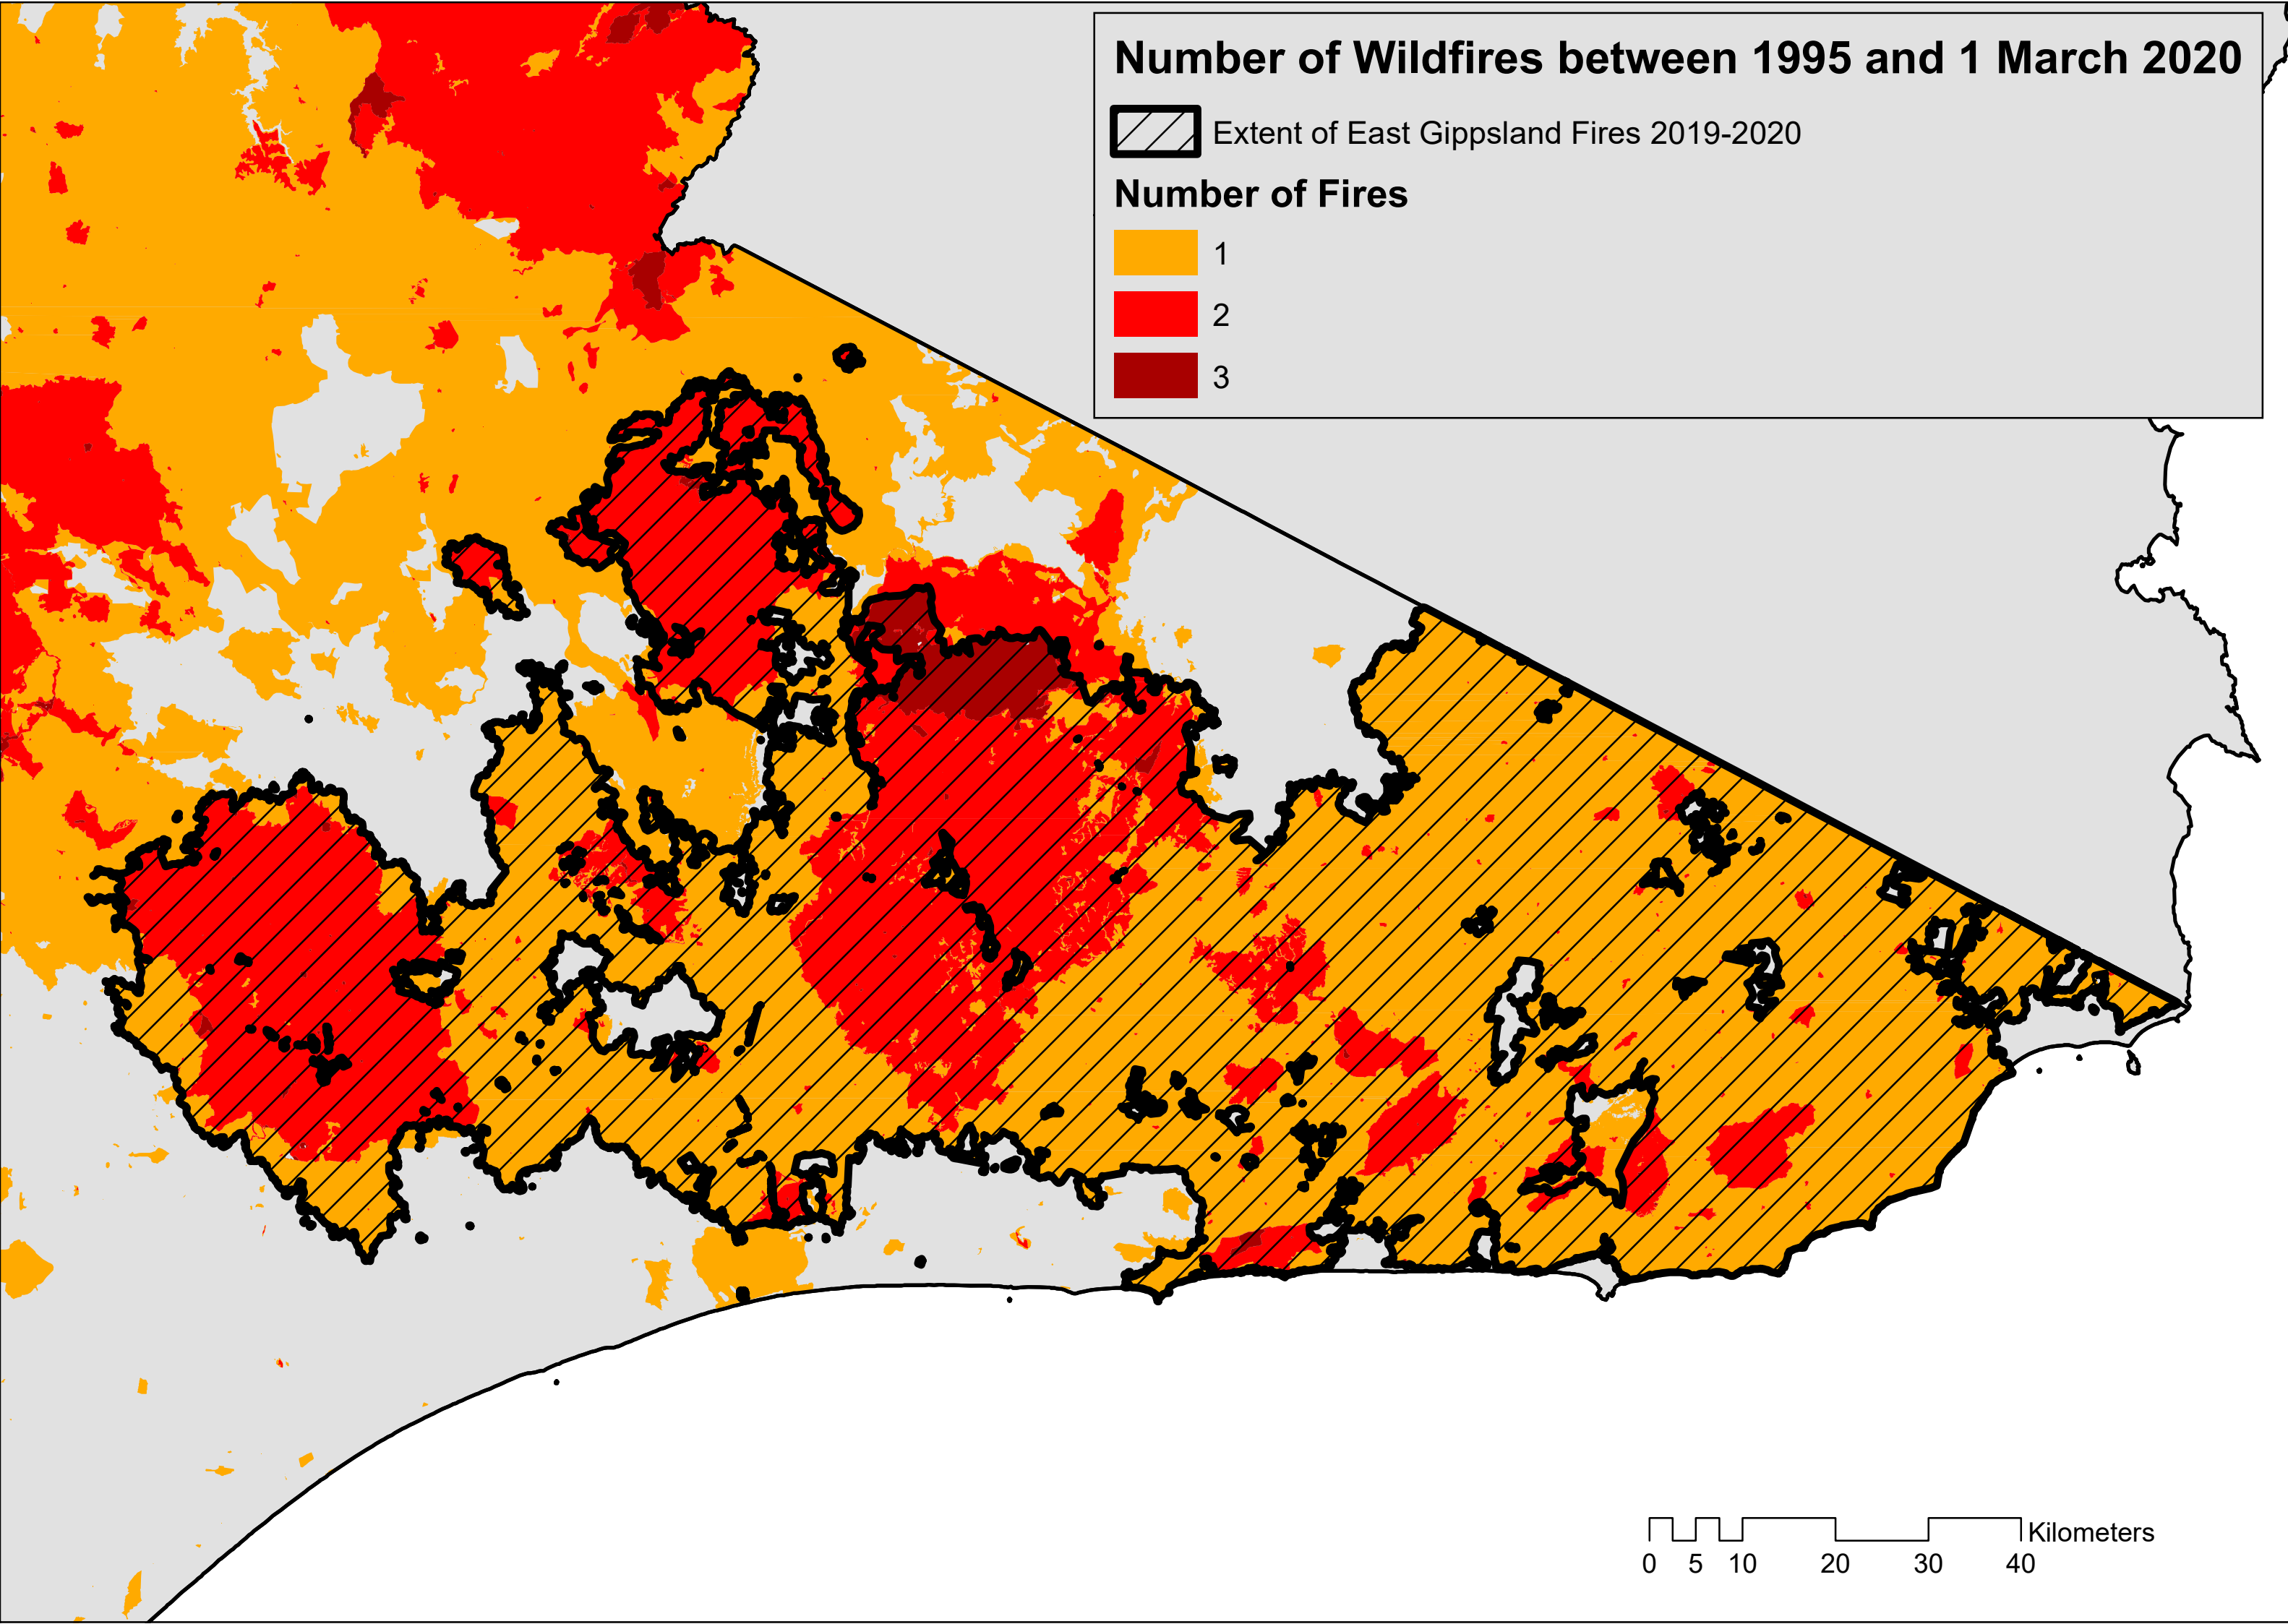 Number of Wildfires between 1995 and 1 March 2020
Extent of East Gippsland Fires 2019-2020
Number of Fires
1
2
3
Kilometers
0 5 10 20 30 40